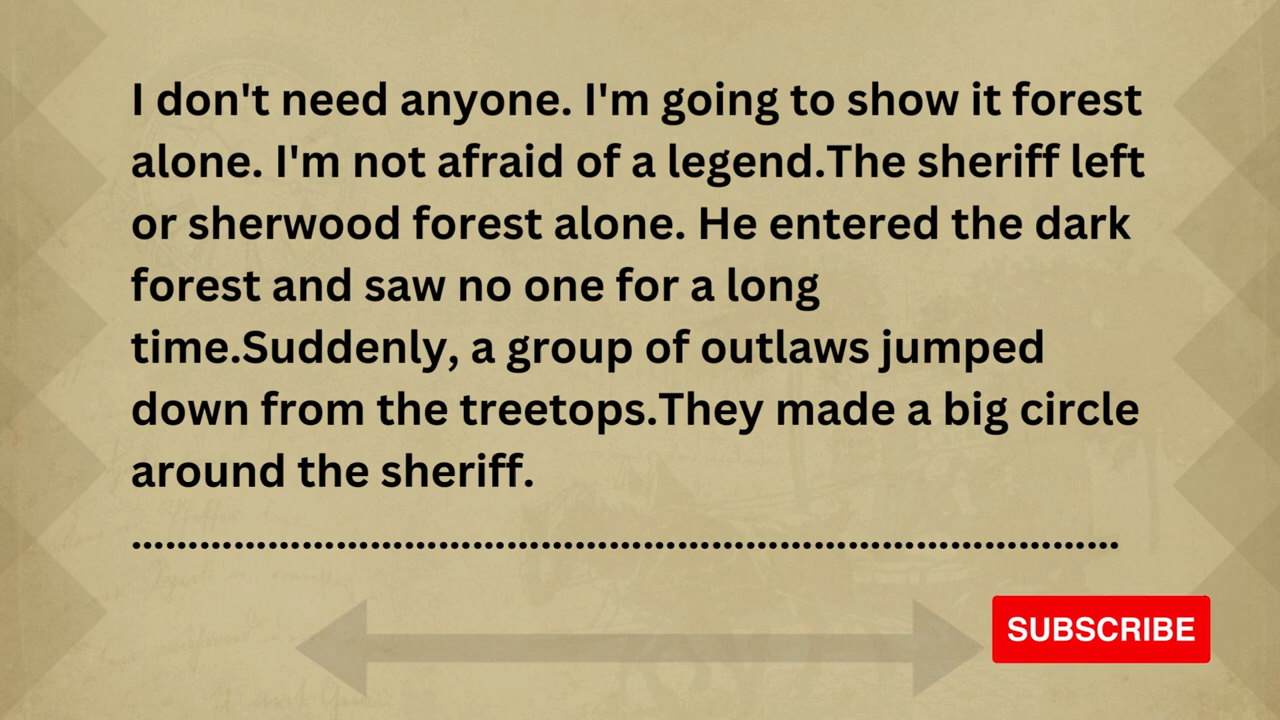 I don't need anyone. I'm going to show it forest
alone. I'm not afraid of a legend.The sheriff left
or sherwood forest alone. He entered the dark
forest and saw no one for a long
time.Suddenly, a group of outlaws jumped
down from the treetops.They made a big circle
around the sheriff.
........................................................................................
SUBSCRIBE